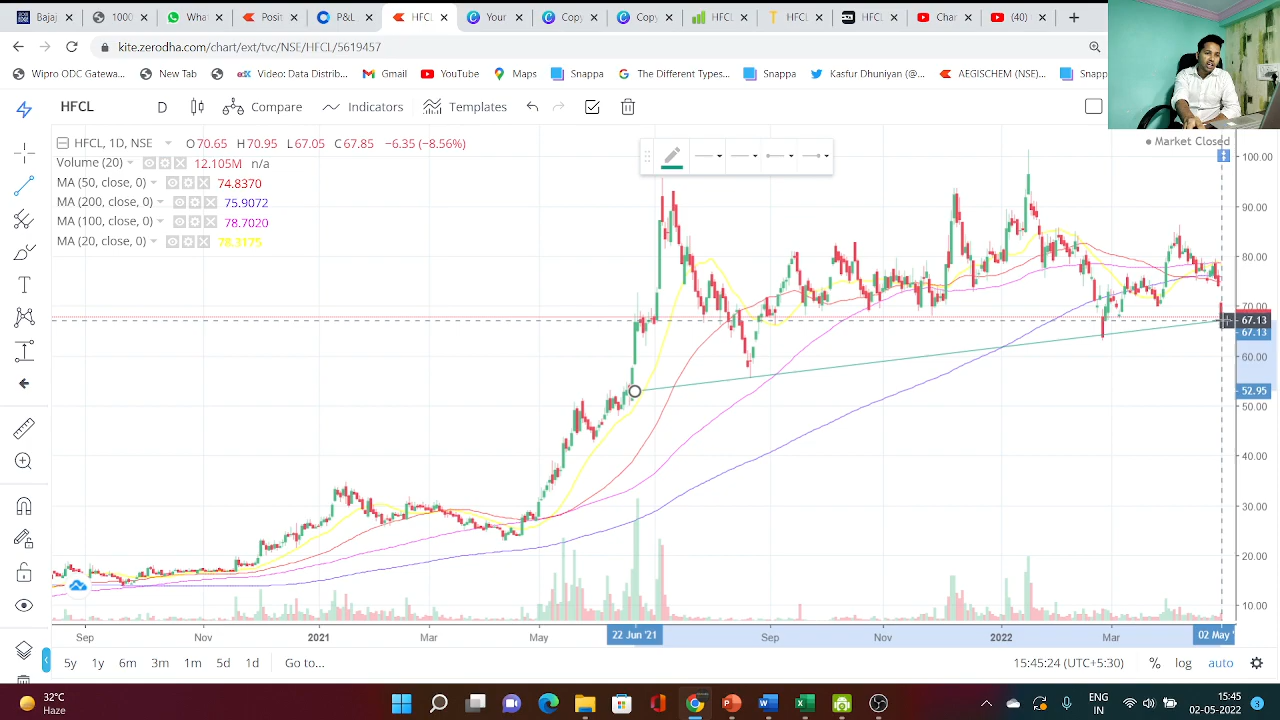 Bajaj
(2) W
Positi
P&L
HFCL
HFCL
Your
Copy
Copy
HFCL
T HFC
Char
(40)
kite.zerodha.com/chart/ext/tvc/NSE/HFCL/5619457
Wipro ODC Gatewa...
New Tab
Video: Data Distrib...
Gmail
YouTube
Maps
Snappa
The Different Types...
Snappa
Kasfur Dhuniyan (@...
AEGISCHEM (NSE)...
Snap
HFCL
D
Compare
Indicators
Templates
HFCL, 1D, NSE O70.65 H70.95 L67.05 C67.85 −6.35 (−8.56%)
Market Closed
Volume (20) 12.105M n/a
MA (50, close, 0) 74.8370
MA (200, close, 0) 75.9072
MA (100, close, 0) 78.7020
MA (20, close, 0) 78.3175
100.00
90.00
80.00
70.00
67.13
67.13
60.00
52.95
50.00
40.00
30.00
20.00
10.00
Sep
Nov
2021
Mar
May
22 Jun '21
Sep
Nov
2022
Mar
02 May '
5y 1y 6m 3m 1m 5d 1d Go to...
15:45:24 (UTC+5:30) % log auto
32°C
Haze
ENG
IN
15:45
02-05-2022
3